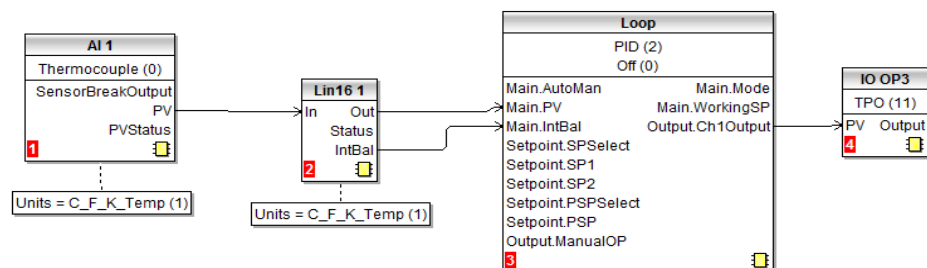 AI 1
Thermocouple (0)
SensorBreakOutput
PV
PVStatus
1
Units = C_F_K_Temp (1)
Lin16 1
In Out
Status
IntBal
2
Units = C_F_K_Temp (1)
Loop
PID (2)
Off (0)
Main.AutoMan Main.Mode
Main.PV Main.WorkingSP
Main.IntBal Output.Ch1Output
Setpoint.SPSelect
Setpoint.SP1
Setpoint.SP2
Setpoint.PSPSelect
Setpoint.PSP
Output.ManualOP
3
IO OP3
TPO (11)
PV Output
4